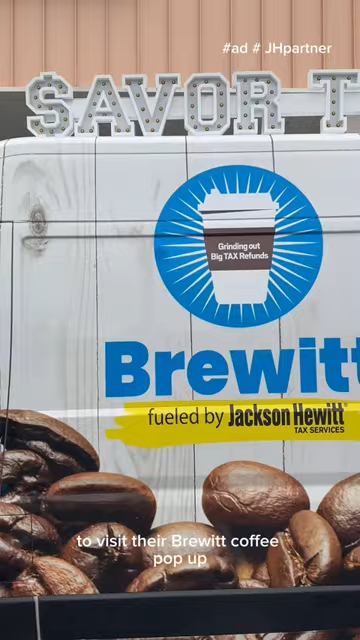 #ad # JHpartner
$AVOR T
Grinding out
Big TAX Refunds
Brewitt
fueled by Jackson Hewitt
TAX SERVICES
to visit their Brewitt coffee
pop up